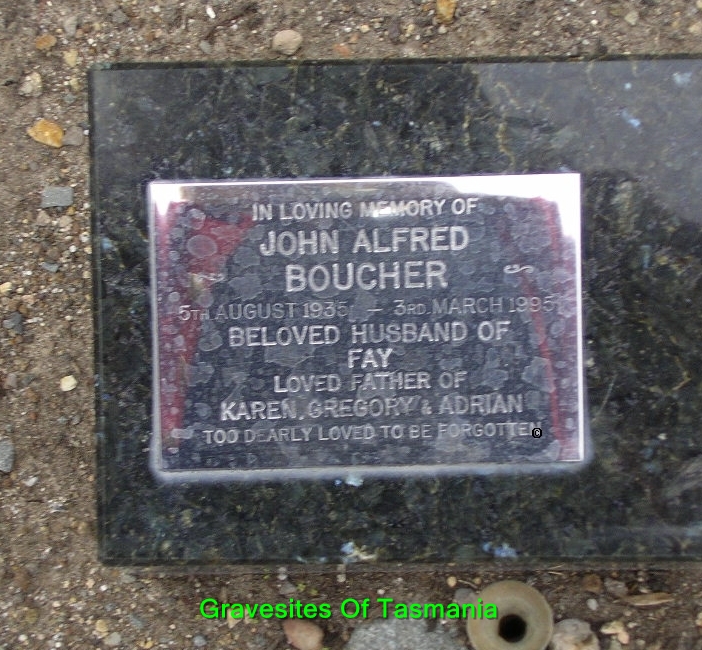 IN LOVING MEMORY OF
JOHN ALFRED
BOUCHER
5TH AUGUST 1935 — 3RD MARCH 1995
BELOVED HUSBAND OF
FAY
LOVED FATHER OF
KAREN, GREGORY & ADRIAN
TOO DEARLY LOVED TO BE FORGOTTEN
©
Gravesites Of Tasmania